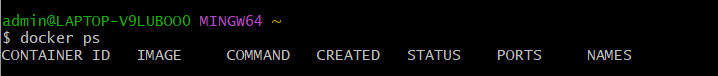 admin@LAPTOP-V9LUBOOO MINGW64 ~
$ docker ps
CONTAINER ID   IMAGE     COMMAND   CREATED   STATUS    PORTS     NAMES